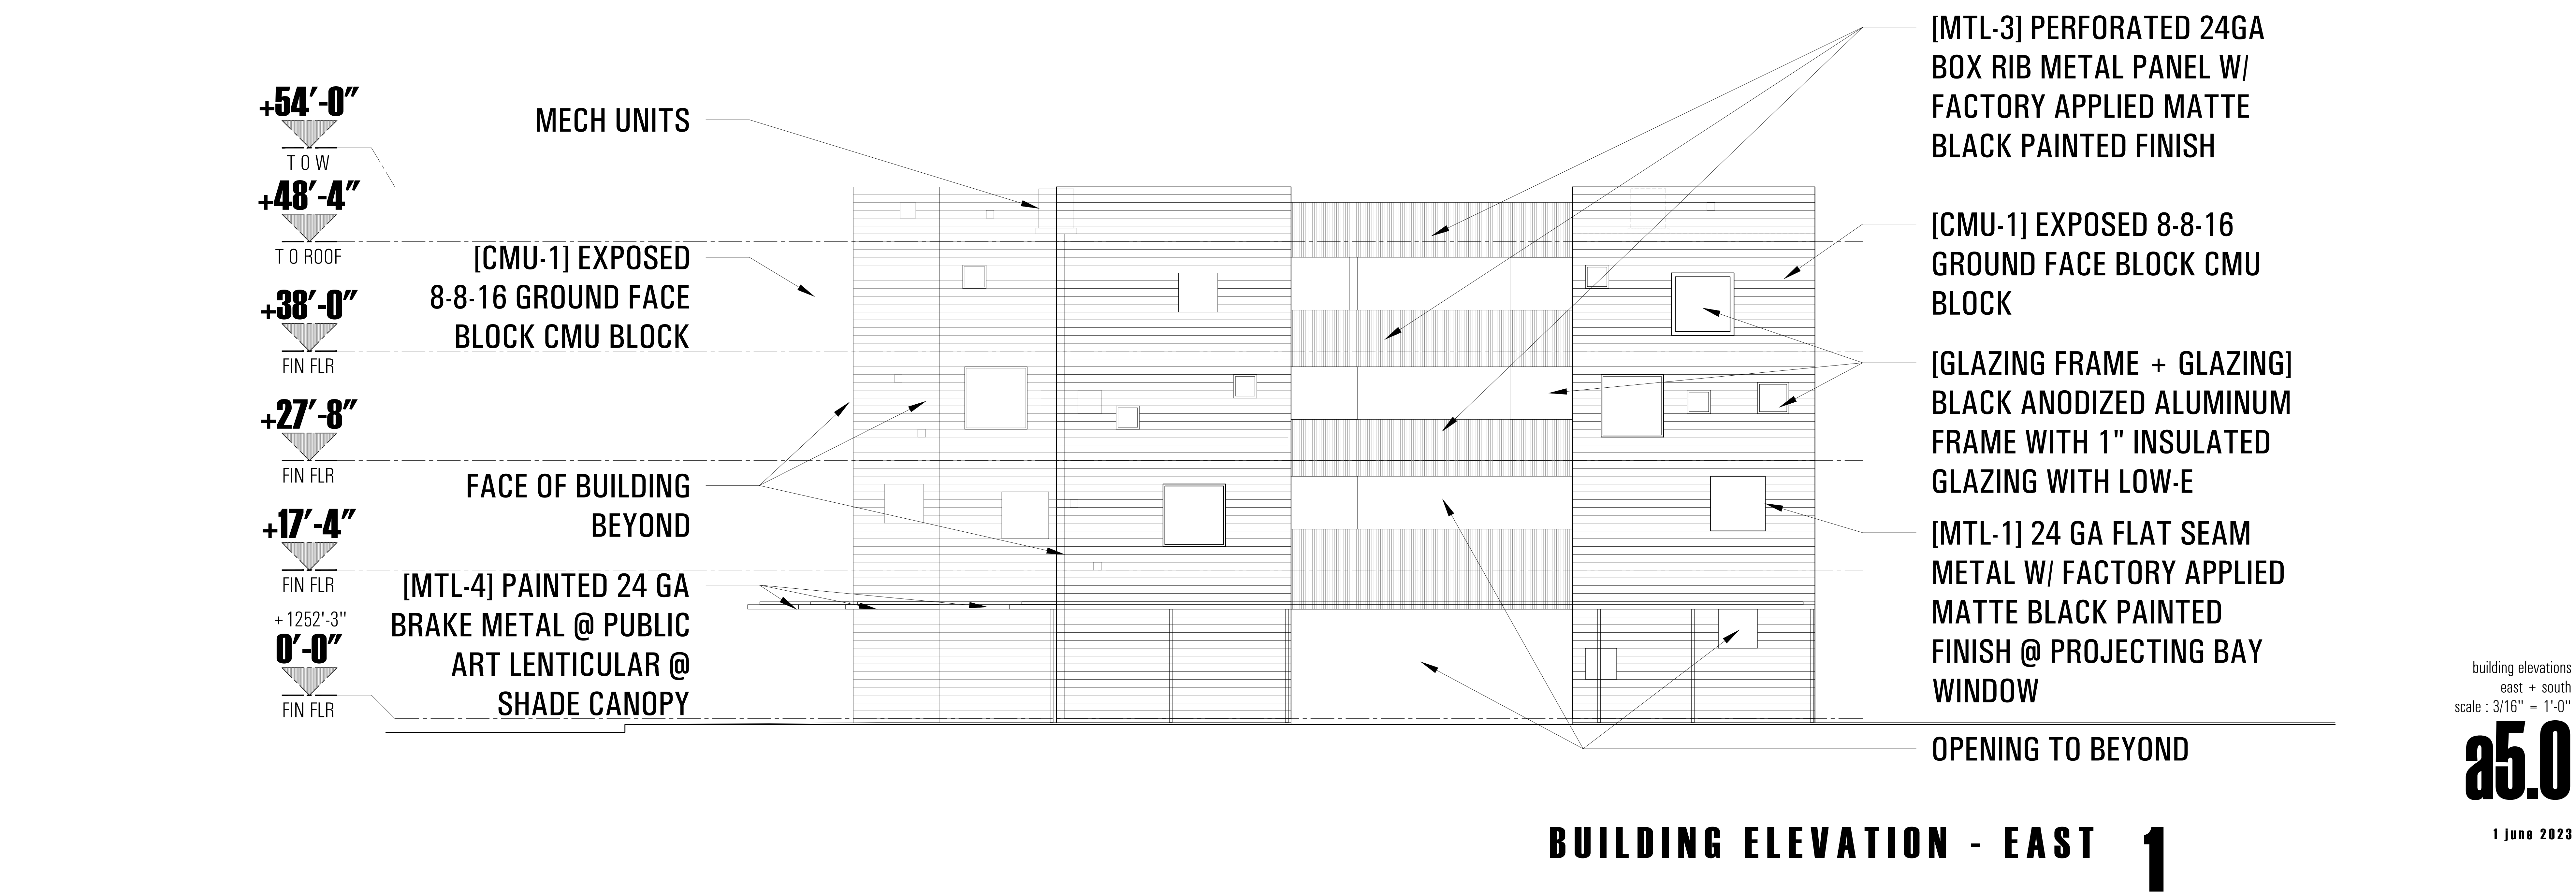 +54′-0″
T O W
+48′-4″
T O ROOF
+38′-0″
FIN FLR
+27′-8″
FIN FLR
+17′-4″
FIN FLR
+1252'-3"
0′-0″
FIN FLR
MECH UNITS
[CMU-1] EXPOSED
8-8-16 GROUND FACE
BLOCK CMU BLOCK
FACE OF BUILDING
BEYOND
[MTL-4] PAINTED 24 GA
BRAKE METAL @ PUBLIC
ART LENTICULAR @
SHADE CANOPY
[MTL-3] PERFORATED 24GA
BOX RIB METAL PANEL W/
FACTORY APPLIED MATTE
BLACK PAINTED FINISH
[CMU-1] EXPOSED 8-8-16
GROUND FACE BLOCK CMU
BLOCK
[GLAZING FRAME + GLAZING]
BLACK ANODIZED ALUMINUM
FRAME WITH 1" INSULATED
GLAZING WITH LOW-E
[MTL-1] 24 GA FLAT SEAM
METAL W/ FACTORY APPLIED
MATTE BLACK PAINTED
FINISH @ PROJECTING BAY
WINDOW
OPENING TO BEYOND
BUILDING ELEVATION - EAST 1
building elevations
east + south
scale : 3/16" = 1'-0"
a5.0
1 june 2023